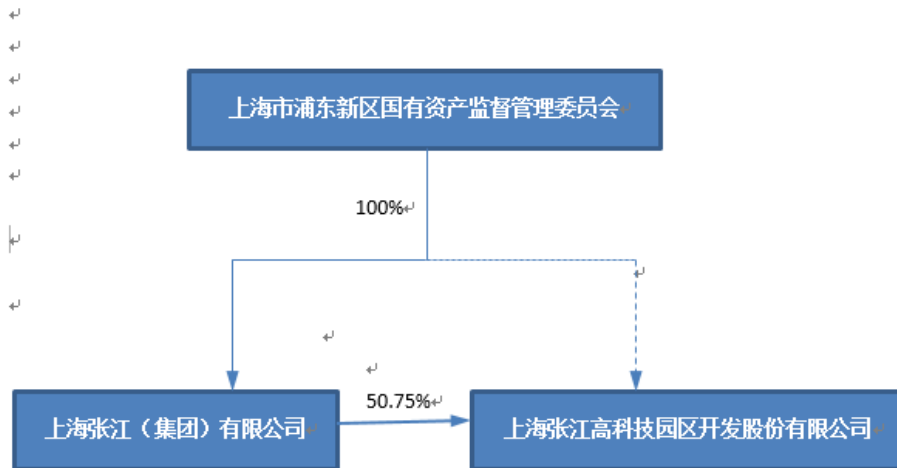 上海市浦东新区国有资产监督管理委员会
100%
50.75%
上海张江（集团）有限公司
上海张江高科技园区开发股份有限公司